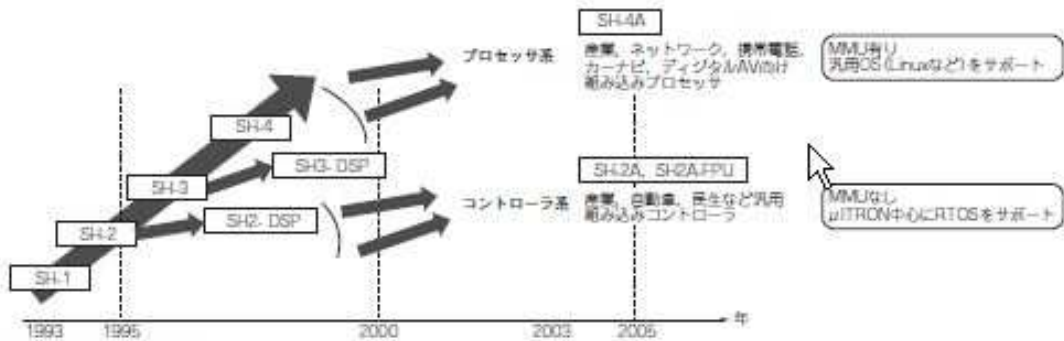 SH-4A
プロセッサ系
産業, ネットワーク, 携帯電話,
カーナビ, ディジタルAV向け
組み込みプロセッサ
MMU有り
汎用OS(Linuxなど)をサポート
SH-4
SH3-DSP
SH-3
SH-2A, SH2A-FPU
コントローラ系
産業, 自動車, 民生など汎用
組み込みコントローラ
MMUなし
μITRON中心にRTOSをサポート
SH2-DSP
SH-2
SH-1
1993
1995
2000
2003
2005
年